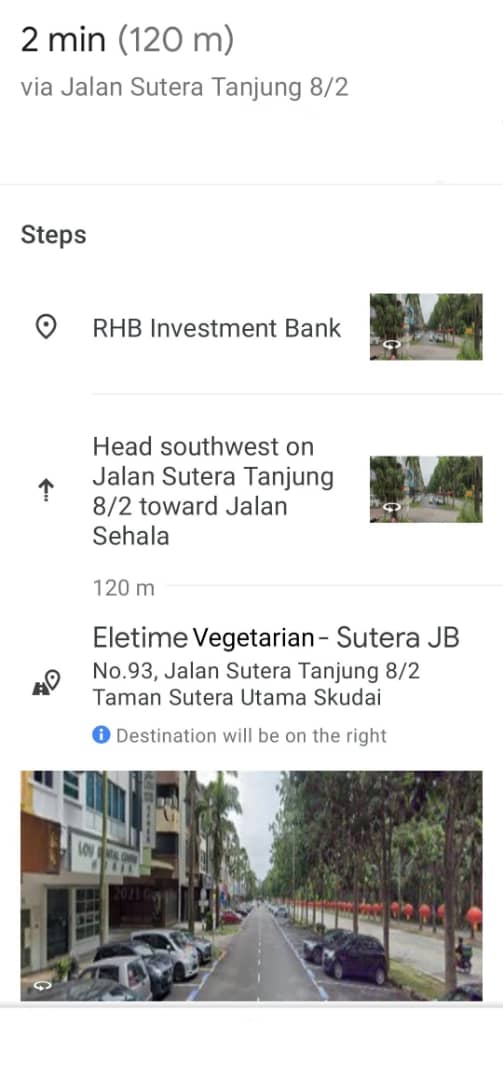 2 min (120 m)
via Jalan Sutera Tanjung 8/2
Steps
RHB Investment Bank
Head southwest on
Jalan Sutera Tanjung
8/2 toward Jalan
Sehala
120 m
Eletime Vegetarian - Sutera JB
No.93, Jalan Sutera Tanjung 8/2
Taman Sutera Utama Skudai
Destination will be on the right